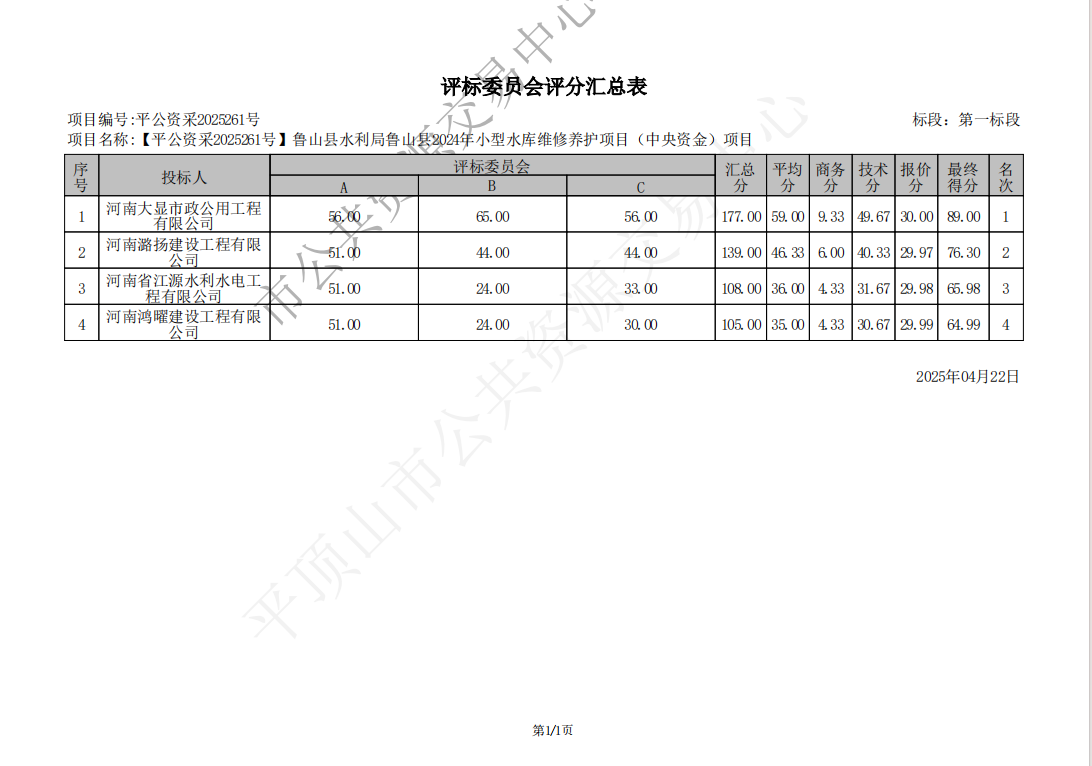 评标委员会评分汇总表
项目编号:平公资采2025261号 标段：第一标段
项目名称:【平公资采2025261号】鲁山县水利局鲁山县2024年小型水库维修养护项目（中央资金）项目
序号 投标人 评标委员会 汇总分 平均分 商务分 技术分 报价分 最终得分 名次
A B C
1 河南大显市政公用工程有限公司 56.00 65.00 56.00 177.00 59.00 9.33 49.67 30.00 89.00 1
2 河南潞扬建设工程有限公司 51.00 44.00 44.00 139.00 46.33 6.00 40.33 29.97 76.30 2
3 河南省江源水利水电工程有限公司 51.00 24.00 33.00 108.00 36.00 4.33 31.67 29.98 65.98 3
4 河南鸿曜建设工程有限公司 51.00 24.00 30.00 105.00 35.00 4.33 30.67 29.99 64.99 4
2025年04月22日
平顶山市公共资源交易中心
市公共资源交易中心
第1/1页